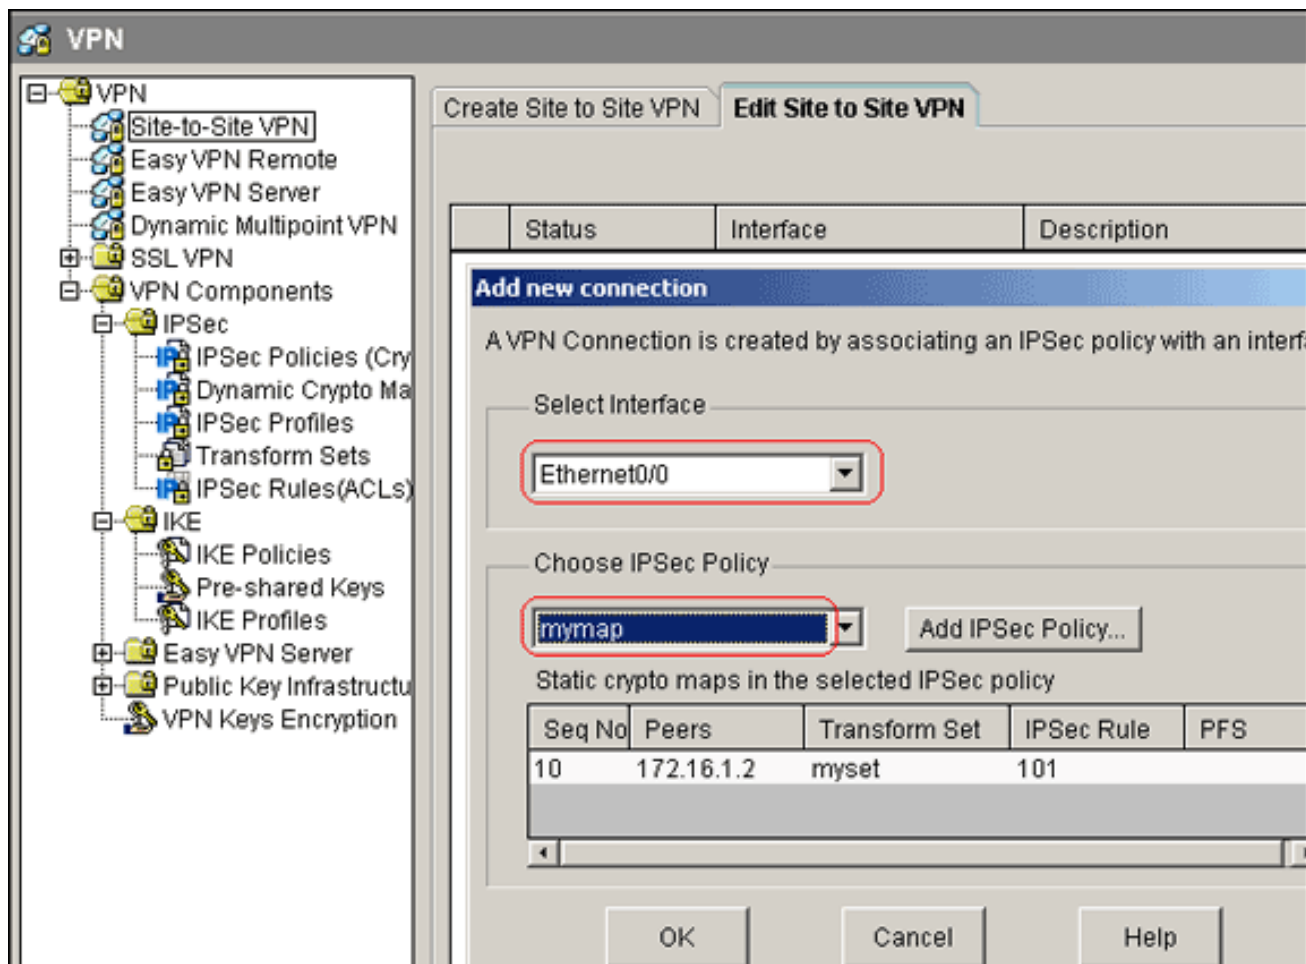 VPN
VPN
Site-to-Site VPN
Easy VPN Remote
Easy VPN Server
Dynamic Multipoint VPN
SSL VPN
VPN Components
IPSec
IPSec Policies (Cry
Dynamic Crypto Ma
IPSec Profiles
Transform Sets
IPSec Rules(ACLs)
IKE
IKE Policies
Pre-shared Keys
IKE Profiles
Easy VPN Server
Public Key Infrastructu
VPN Keys Encryption
Create Site to Site VPN Edit Site to Site VPN
Status Interface Description
Add new connection
A VPN Connection is created by associating an IPSec policy with an interfa
Select Interface
Ethernet0/0
Choose IPSec Policy
mymap Add IPSec Policy...
Static crypto maps in the selected IPSec policy
Seq No Peers Transform Set IPSec Rule PFS
10 172.16.1.2 myset 101
OK Cancel Help